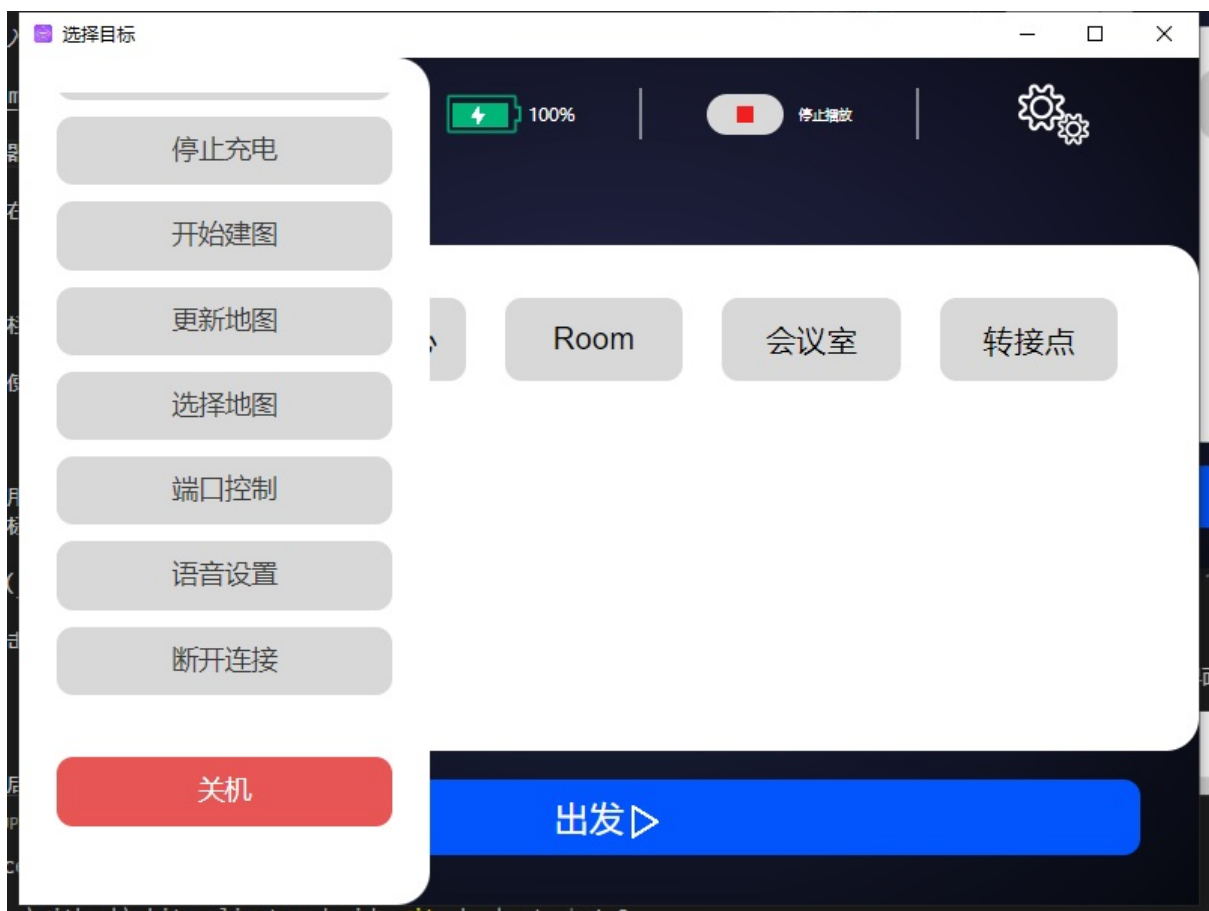 选择目标
100%
停止播放
停止充电
开始建图
更新地图
选择地图
端口控制
语音设置
断开连接
关机
Room
会议室
转接点
出发